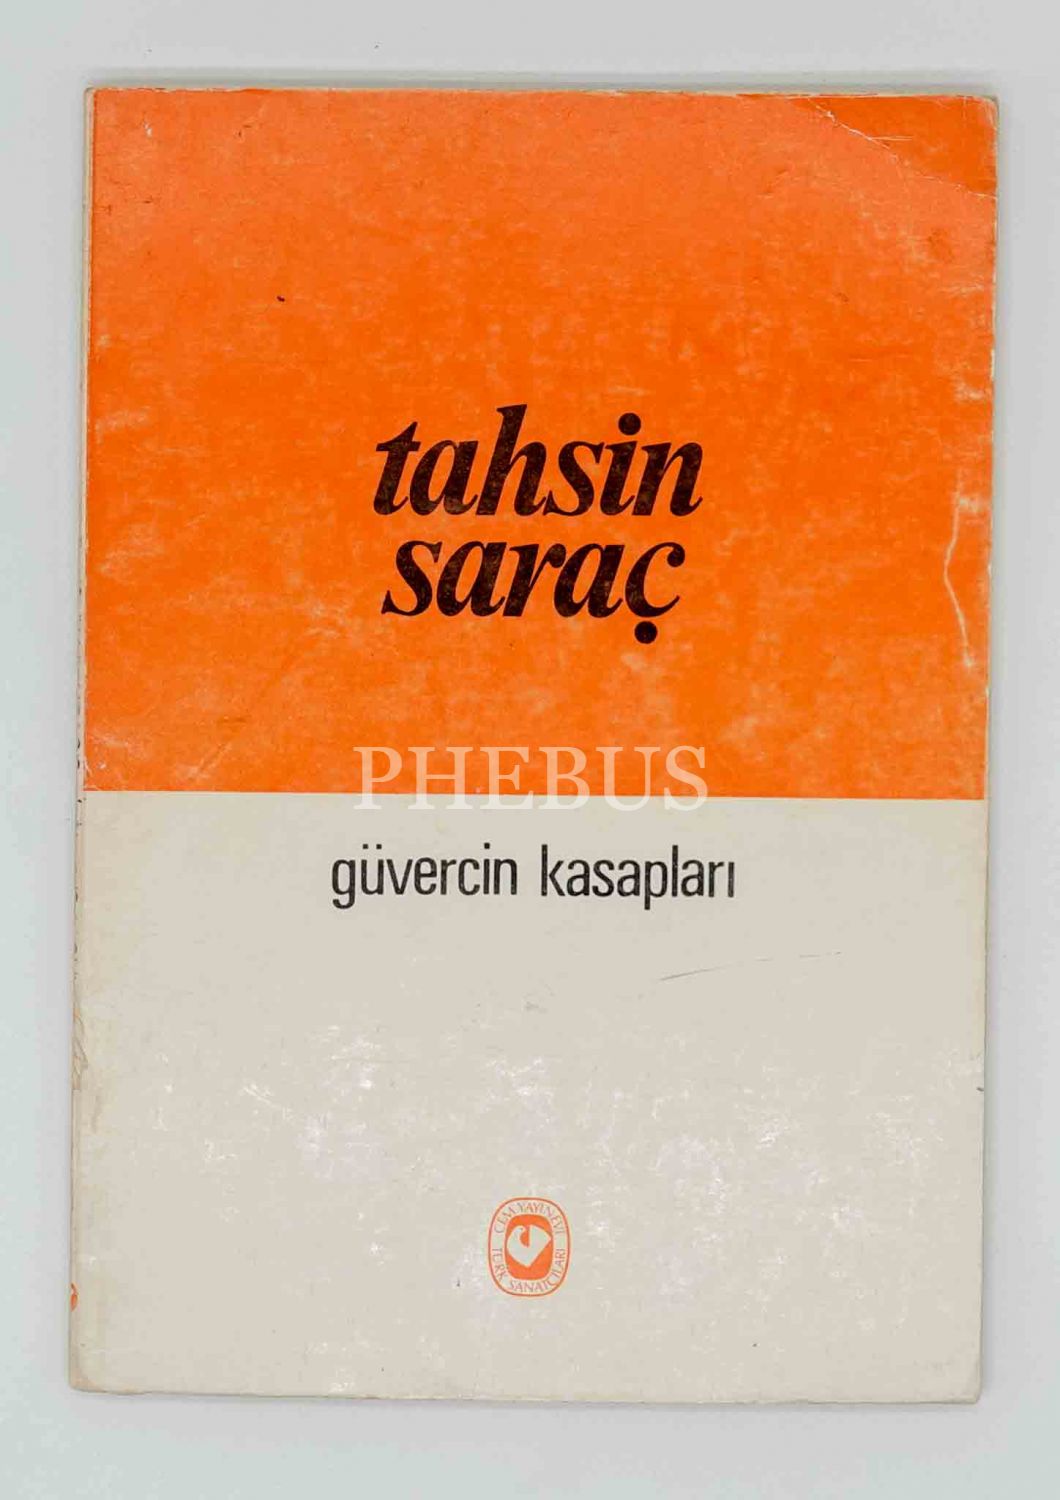 tahsin
saraç
PHEBUS
güvercin kasapları
CEM YAYINEVİ
TÜRK SANATÇILARI